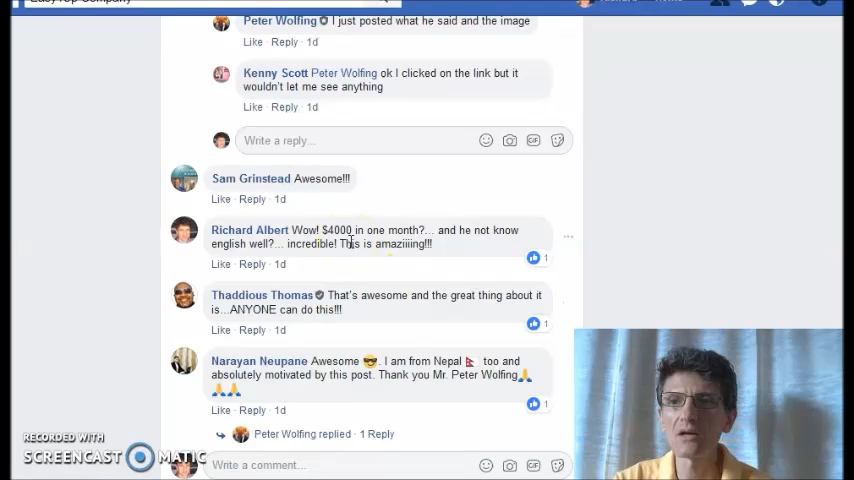 Peter Wolfing I just posted what he said and the image
Like · Reply · 1d
Kenny Scott Peter Wolfing ok I clicked on the link but it
wouldn't let me see anything
Like · Reply · 1d
Write a reply...
GIF
Sam Grinstead Awesome!!!
Like · Reply · 1d
Richard Albert Wow! $4000 in one month?... and he not know
english well?... incredible! This is amaziiiing!!!
1
Like · Reply · 1d
Thaddious Thomas That's awesome and the great thing about it
is...ANYONE can do this!!!
1
Like · Reply · 1d
Narayan Neupane Awesome 😎. I am from Nepal 🇳🇵 too and
absolutely motivated by this post. Thank you Mr. Peter Wolfing🙏
🙏🙏
1
Like · Reply · 1d
Peter Wolfing replied · 1 Reply
Write a comment...
GIF
RECORDED WITH
SCREENCAST MATIC